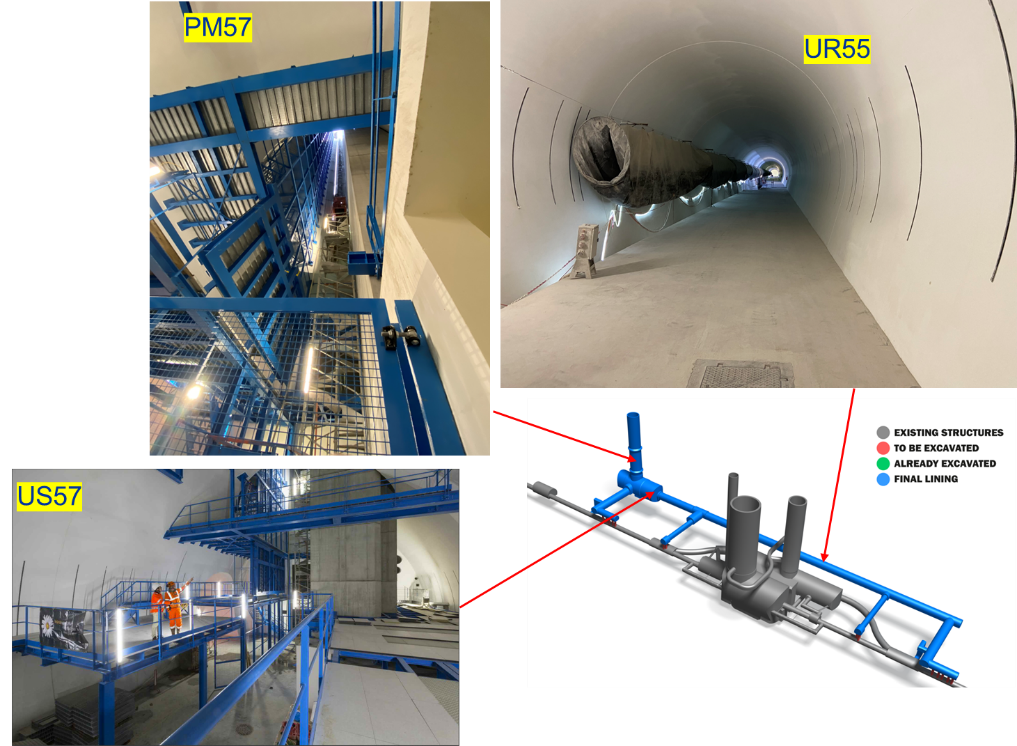 PM57
UR55
EXISTING STRUCTURES
TO BE EXCAVATED
ALREADY EXCAVATED
FINAL LINING
US57